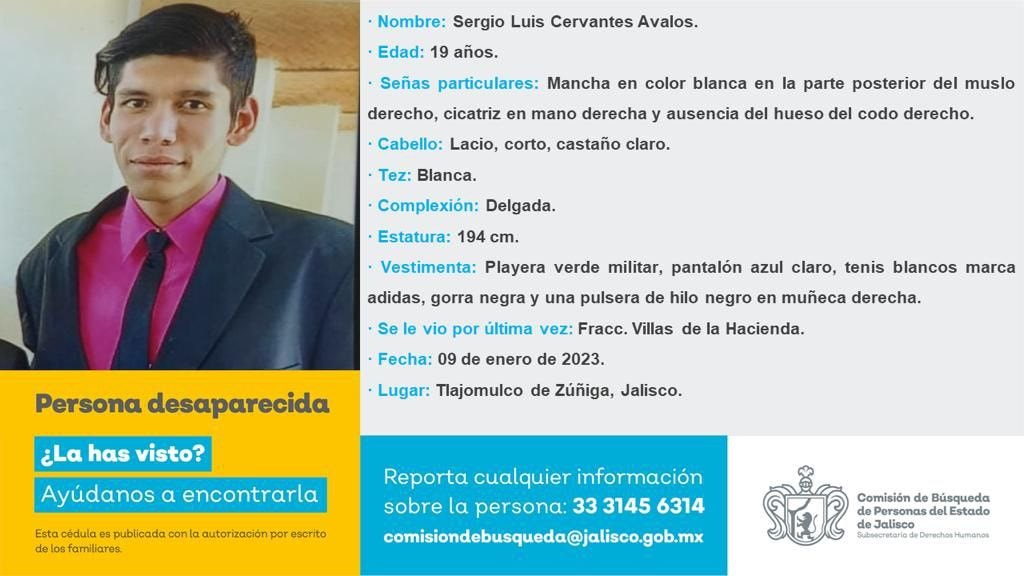 · Nombre: Sergio Luis Cervantes Avalos.
· Edad: 19 años.
· Señas particulares: Mancha en color blanca en la parte posterior del muslo
derecho, cicatriz en mano derecha y ausencia del hueso del codo derecho.
· Cabello: Lacio, corto, castaño claro.
· Tez: Blanca.
· Complexión: Delgada.
· Estatura: 194 cm.
· Vestimenta: Playera verde militar, pantalón azul claro, tenis blancos marca
adidas, gorra negra y una pulsera de hilo negro en muñeca derecha.
· Se le vio por última vez: Fracc. Villas de la Hacienda.
· Fecha: 09 de enero de 2023.
· Lugar: Tlajomulco de Zúñiga, Jalisco.
Persona desaparecida
¿La has visto?
Ayúdanos a encontrarla
Esta cédula es publicada con la autorización por escrito
de los familiares.
Reporta cualquier información
sobre la persona: 33 3145 6314
comisiondebusqueda@jalisco.gob.mx
Comisión de Búsqueda
de Personas del Estado
de Jalisco
Subsecretaría de Derechos Humanos